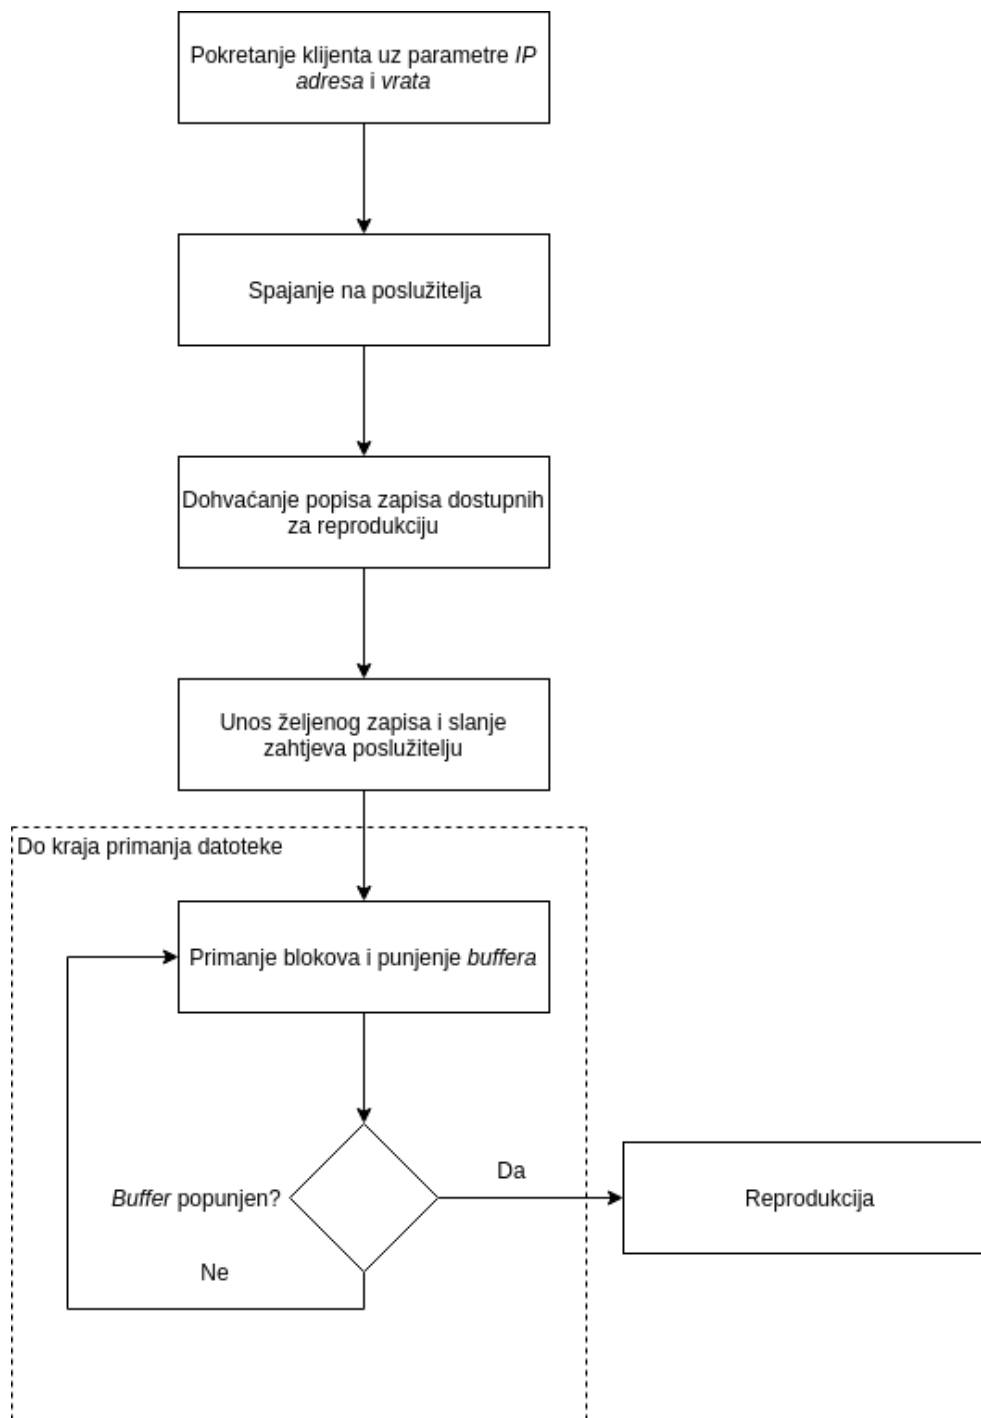 Pokretanje klijenta uz parametre IP
adresa i vrata
Spajanje na poslužitelja
Dohvaćanje popisa zapisa dostupnih
za reprodukciju
Unos željenog zapisa i slanje
zahtjeva poslužitelju
Do kraja primanja datoteke
Primanje blokova i punjenje buffera
Buffer popunjen?
Da
Reprodukcija
Ne